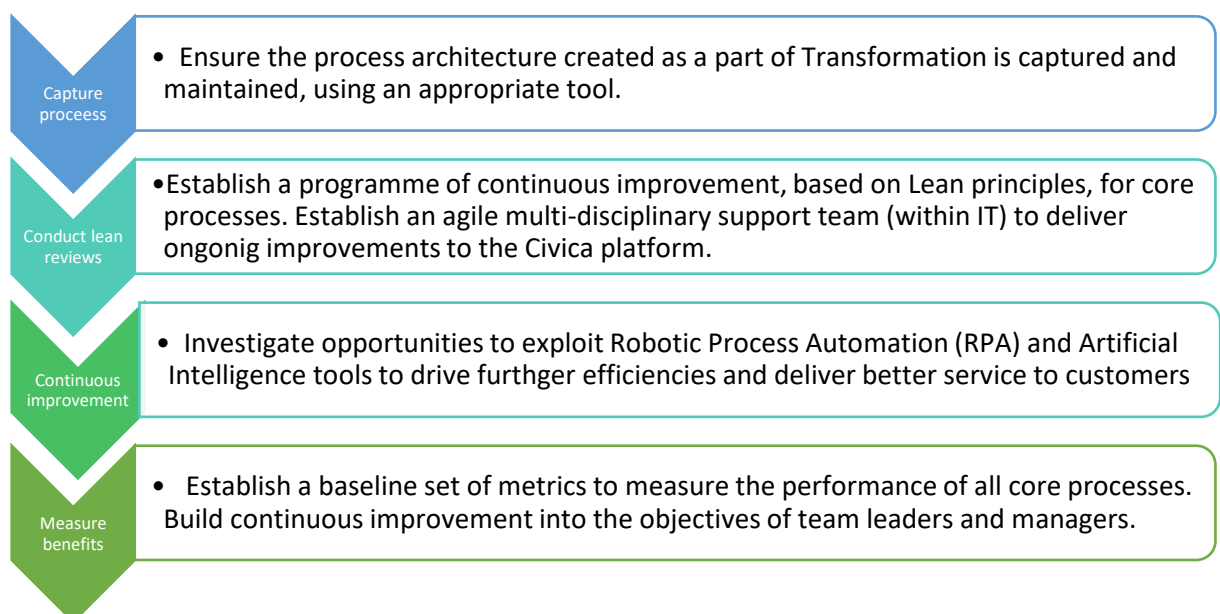 Capture
proceess
• Ensure the process architecture created as a part of Transformation is captured and
maintained, using an appropriate tool.
Conduct lean
reviews
•Establish a programme of continuous improvement, based on Lean principles, for core
processes. Establish an agile multi-disciplinary support team (within IT) to deliver
ongonig improvements to the Civica platform.
Continuous
improvement
• Investigate opportunities to exploit Robotic Process Automation (RPA) and Artificial
Intelligence tools to drive furthger efficiencies and deliver better service to customers
Measure
benefits
• Establish a baseline set of metrics to measure the performance of all core processes.
Build continuous improvement into the objectives of team leaders and managers.